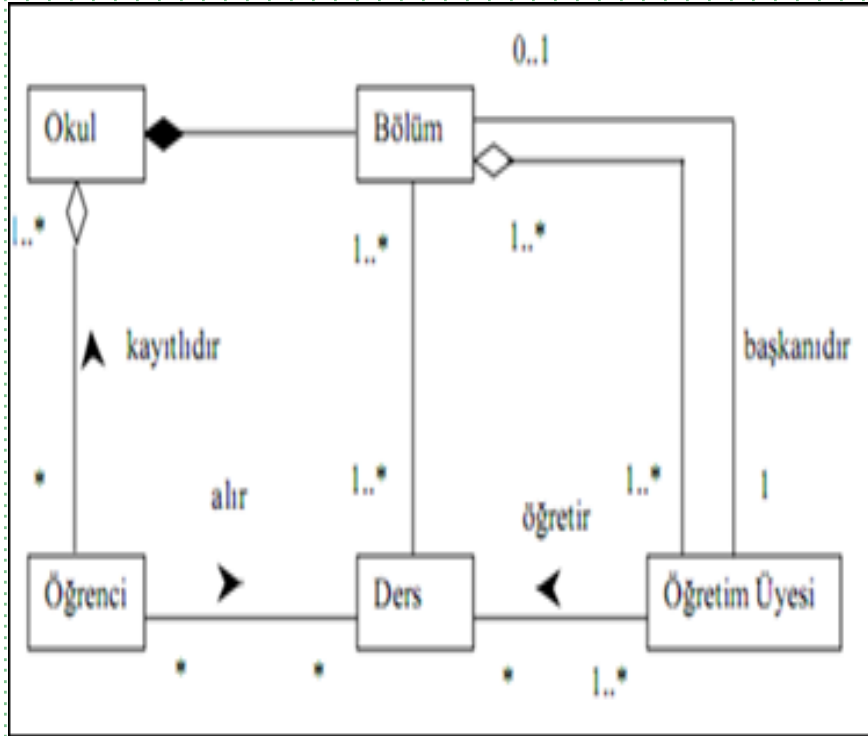 0..1
Okul
Bölüm
1..*
1..*
1..*
kayıtlıdır
başkanıdır
*
alır
1..*
öğretir
1..*
1
Öğrenci
Ders
Öğretim Üyesi
*
*
*
1..*